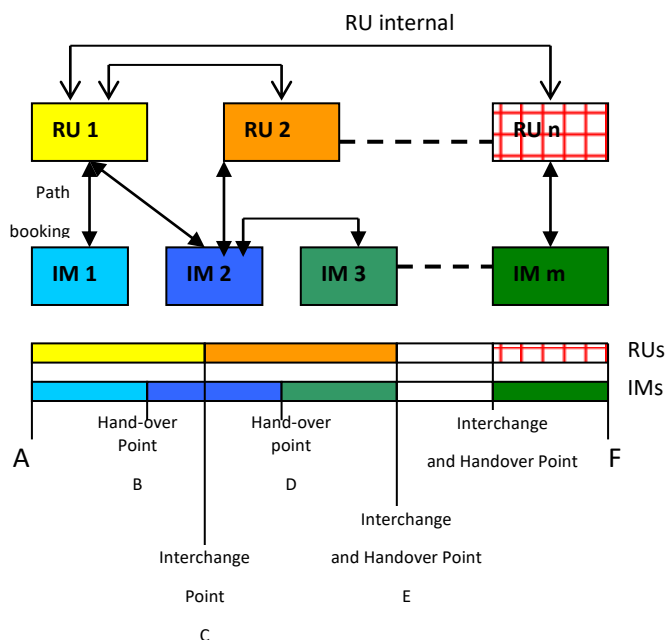 RU internal
RU 1
RU 2
RU n
Path
booking
IM 1
IM 2
IM 3
IM m
RUs
IMs
A
Hand-over
Point
B
Hand-over
point
D
Interchange
and Handover Point
F
Interchange
and Handover Point
E
Interchange
Point
C